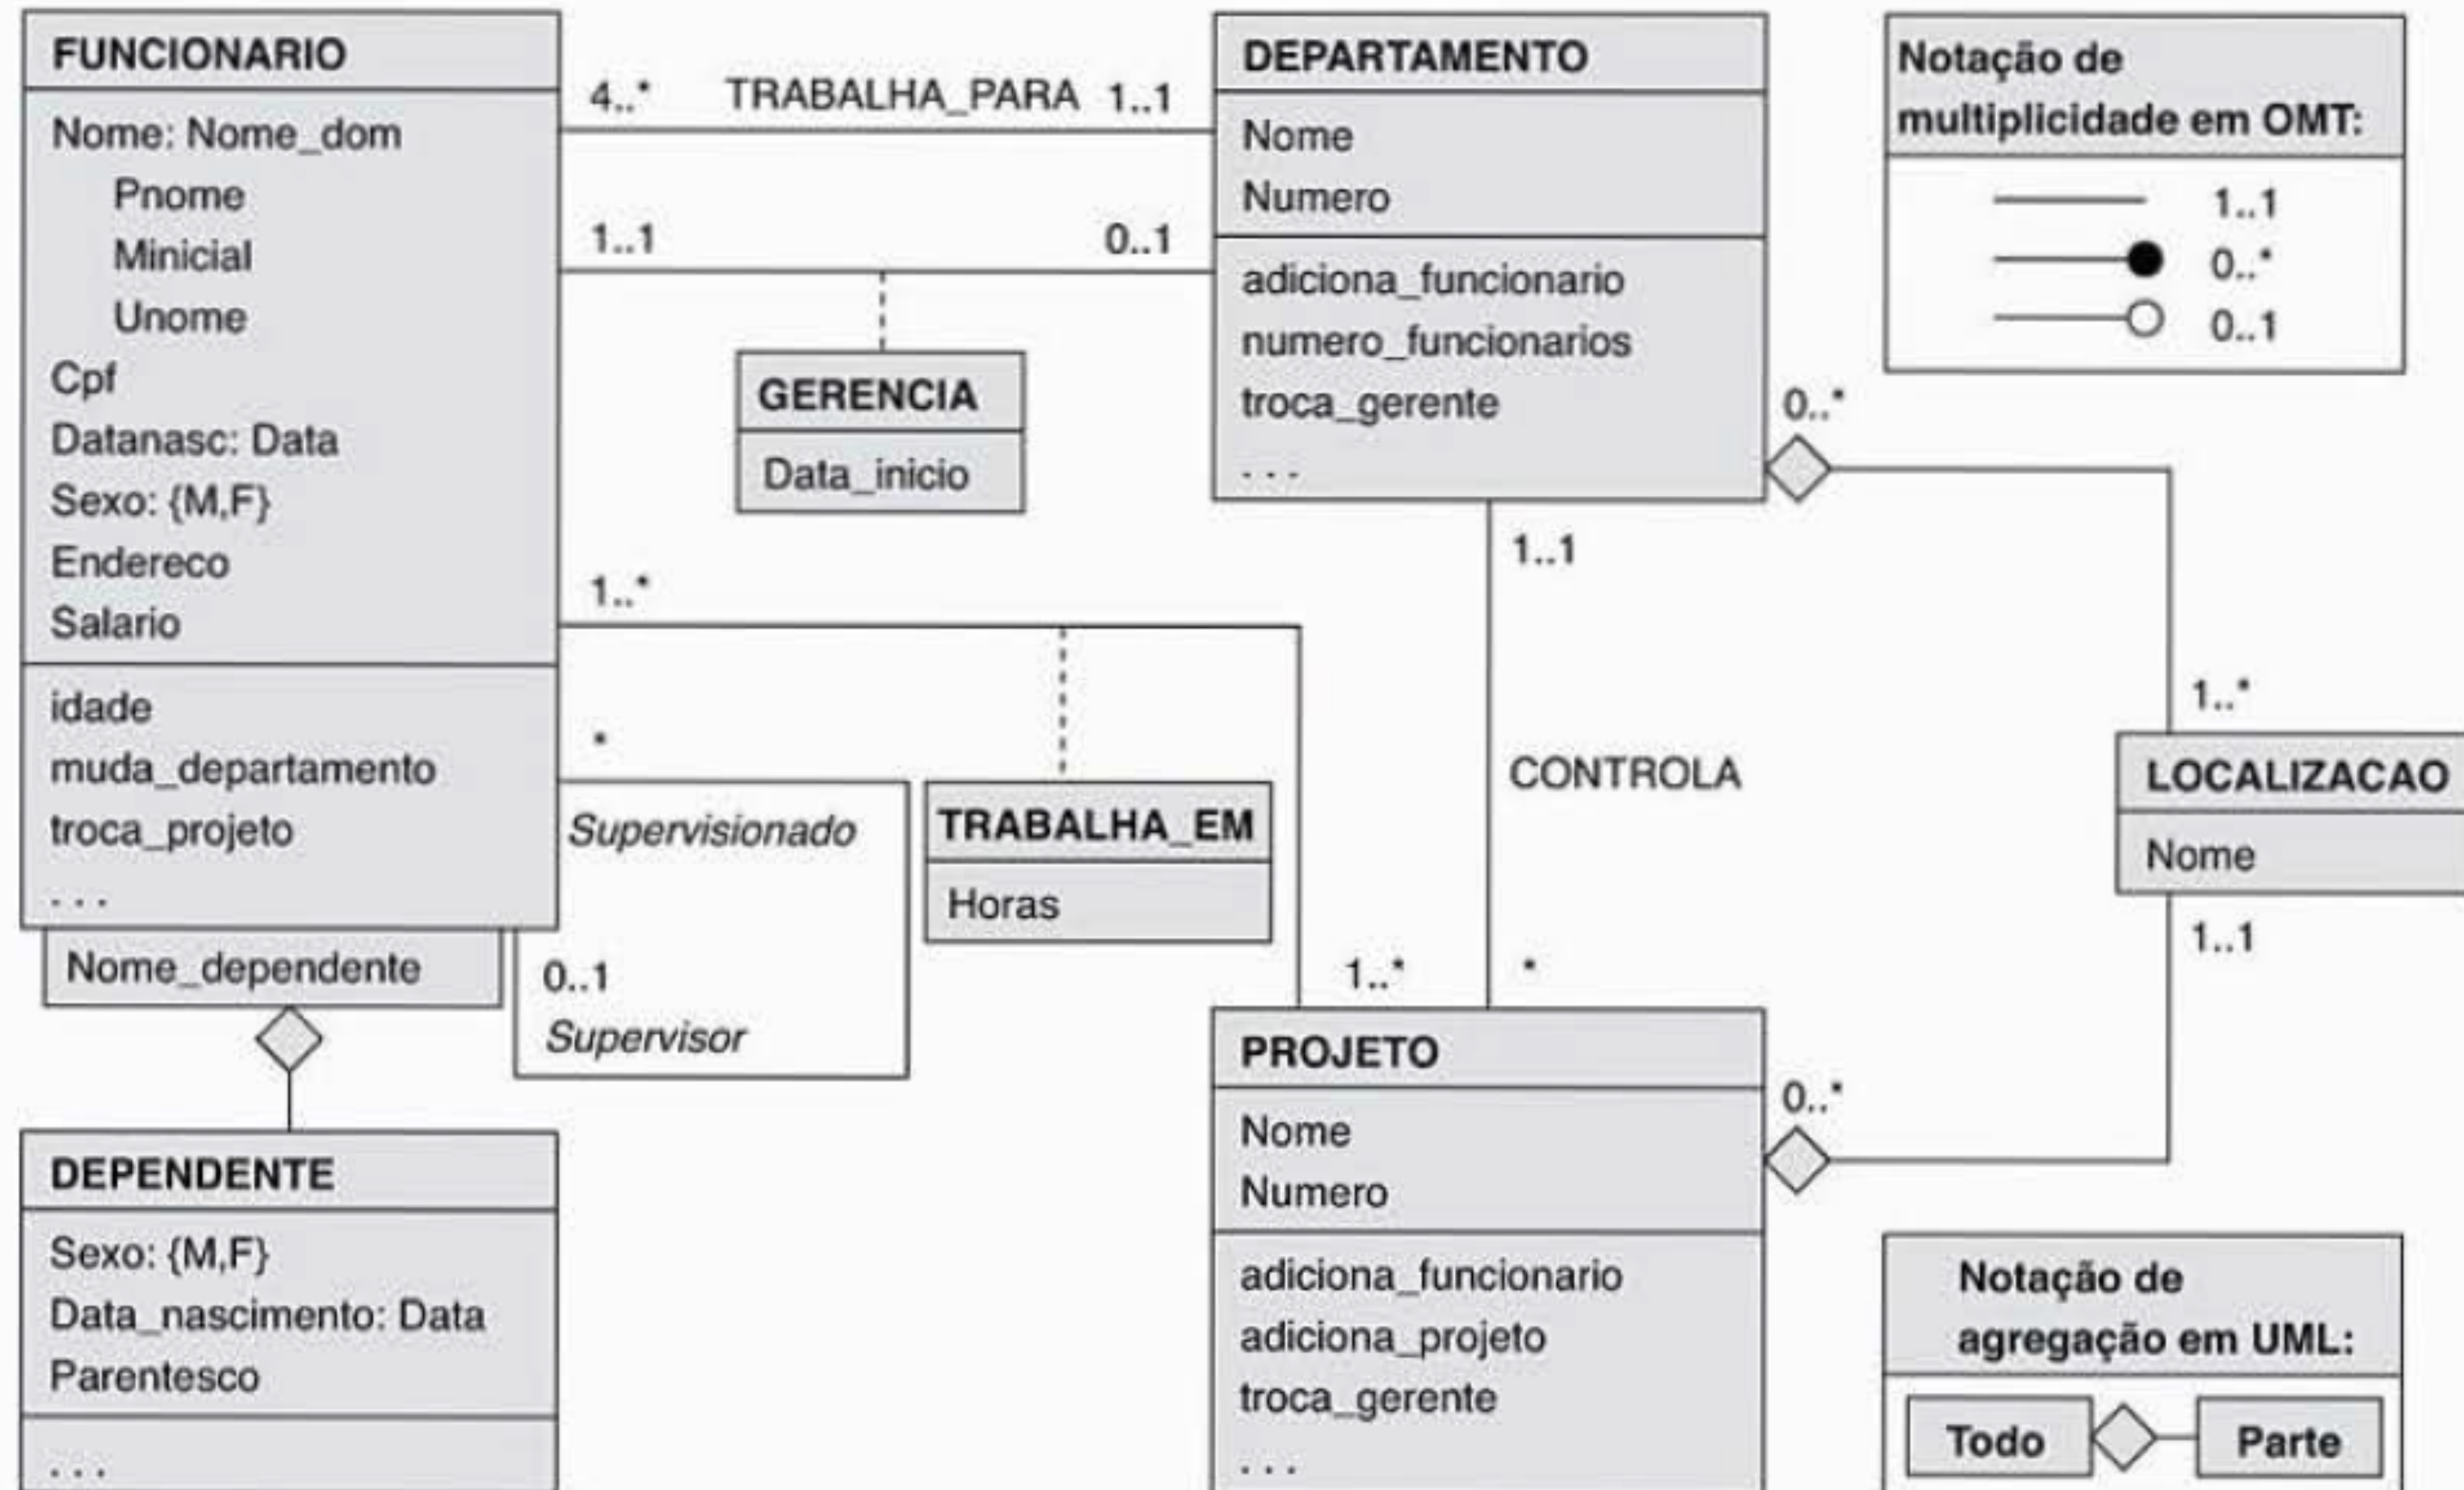 FUNCIONARIO
Nome: Nome_dom
Pnome
Minicial
Unome
Cpf
Datanasc: Data
Sexo: {M,F}
Endereco
Salario
idade
muda_departamento
troca_projeto
. . .
Nome_dependente
4..*
TRABALHA_PARA
1..1
1..1
0..1
GERENCIA
Data_inicio
1..*
*
Supervisionado
0..1
Supervisor
TRABALHA_EM
Horas
DEPARTAMENTO
Nome
Numero
adiciona_funcionario
numero_funcionarios
troca_gerente
. . .
0..*
1..1
CONTROLA
1..*
*
Notação de
multiplicidade em OMT:
1..1
0..*
0..1
1..*
LOCALIZACAO
Nome
1..1
DEPENDENTE
Sexo: {M,F}
Data_nascimento: Data
Parentesco
. . .
PROJETO
Nome
Numero
adiciona_funcionario
adiciona_projeto
troca_gerente
. . .
0..*
Notação de
agregação em UML:
Todo
Parte